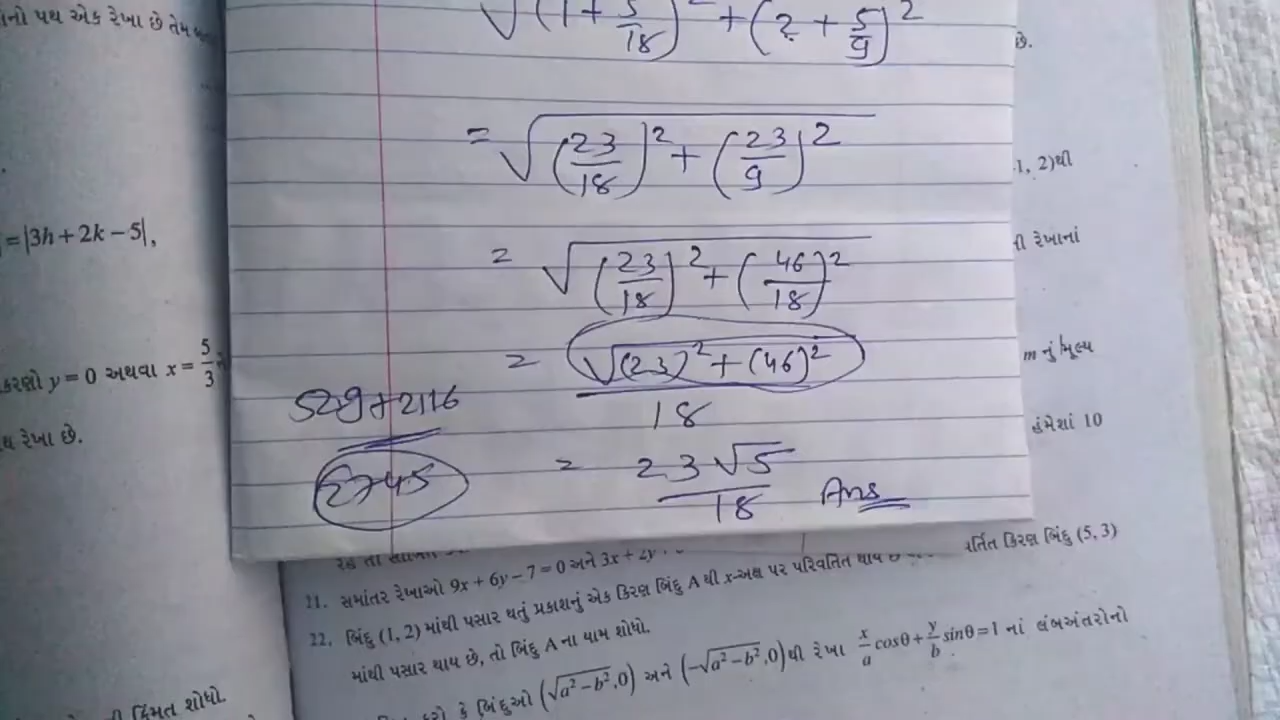 √(1 + 5/18)² + (2 + 5/9)²
= √(23/18)² + (23/9)²
= √(23/18)² + (46/18)²
= √(23)² + (46)² / 18
529+2116
2645
= 23√5 / 18 Ans
નો પથ એક રેખા છે તેમ
= |3h + 2k − 5|,
કિરણો y = 0 અથવા x = 5/3
રેખા છે.
છે.
1, 2)થી
રેખાનાં
m નું મૂલ્ય
હંમેશાં 10
21. સમાંતર રેખાઓ 9x + 6y − 7 = 0 અને 3x + 2y
22. બિંદુ (1, 2) માંથી પસાર થતું પ્રકાશનું એક કિરણ બિંદુ A થી x-અક્ષ પર પરિવર્તિત થાય છે પરાવર્તિત કિરણ બિંદુ (5, 3)
માંથી પસાર થાય છે, તો બિંદુ A ના યામ શોધો.
કે બિંદુઓ (√a² − b², 0) અને (−√a² − b², 0) થી રેખા x/a cosθ + y/b sinθ = 1 નાં લંબઅંતરોનો
કિંમત શોધો.